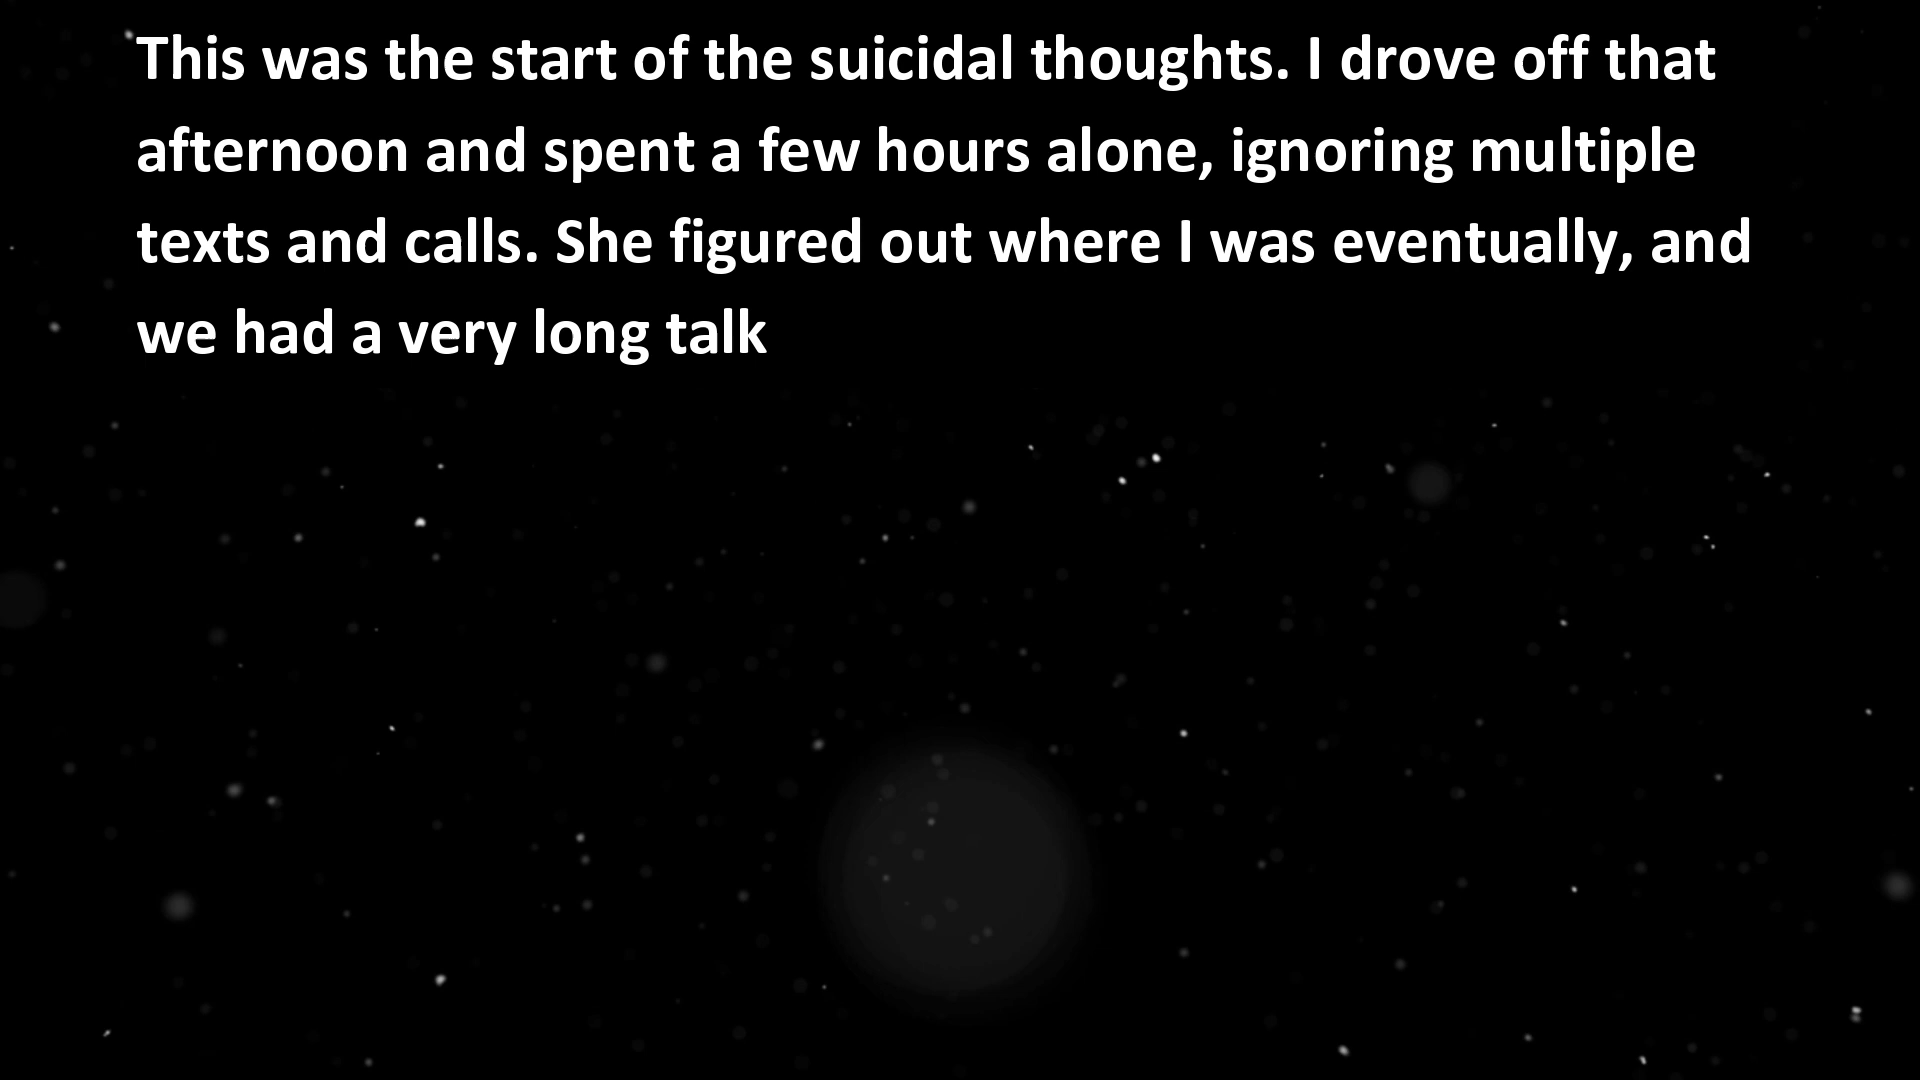 This was the start of the suicidal thoughts. I drove off that
afternoon and spent a few hours alone, ignoring multiple
texts and calls. She figured out where I was eventually, and
we had a very long talk